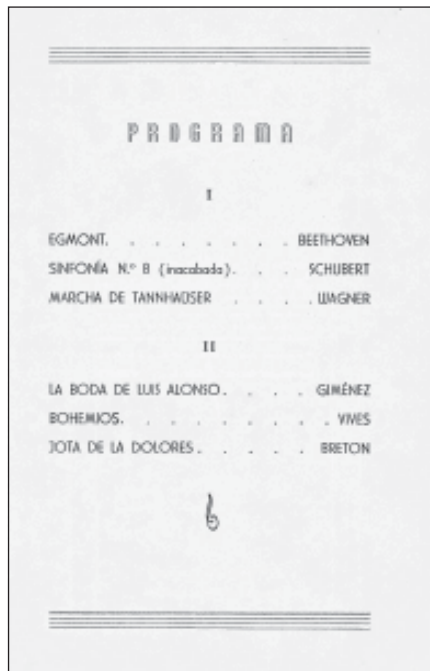 PROGRAMA
I
EGMONT. . . . . . . . BEETHOVEN
SINFONÍA N.º 8 (inacabada). . . SCHUBERT
MARCHA DE TANNHAUSER . . . . WAGNER
II
LA BODA DE LUIS ALONSO. . . . GIMÉNEZ
BOHEMIOS. . . . . . . . VIVES
JOTA DE LA DOLORES. . . . . BRETON